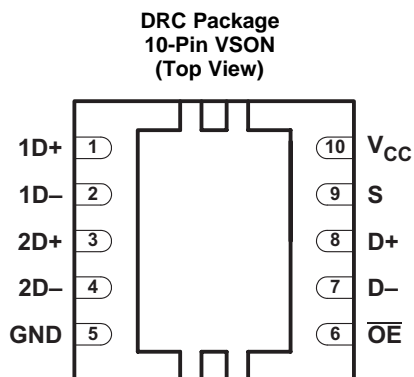 DRC Package
10-Pin VSON
(Top View)
1D+ 1 10 VCC
1D– 2 9 S
2D+ 3 8 D+
2D– 4 7 D–
GND 5 6 O̅E̅